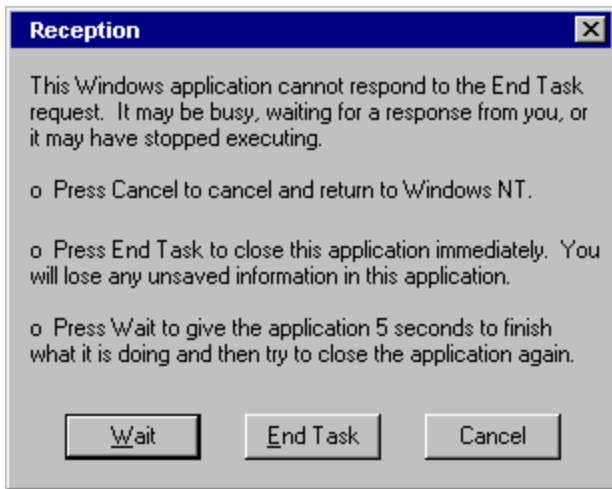 Reception
This Windows application cannot respond to the End Task
request.  It may be busy, waiting for a response from you, or
it may have stopped executing.
o  Press Cancel to cancel and return to Windows NT.
o  Press End Task to close this application immediately.  You
will lose any unsaved information in this application.
o  Press Wait to give the application 5 seconds to finish
what it is doing and then try to close the application again.
Wait
End Task
Cancel